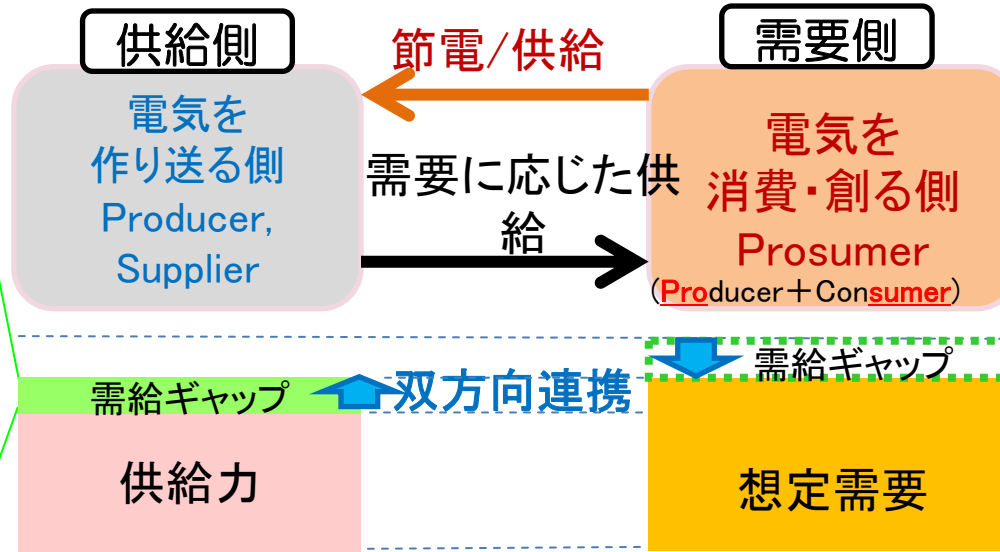 供給側
電気を
作り送る側
Producer,
Supplier
節電/供給
需要に応じた供
給
需要側
電気を
消費・創る側
Prosumer
(Producer＋Consumer)
需給ギャップ
双方向連携
需給ギャップ
供給力
想定需要